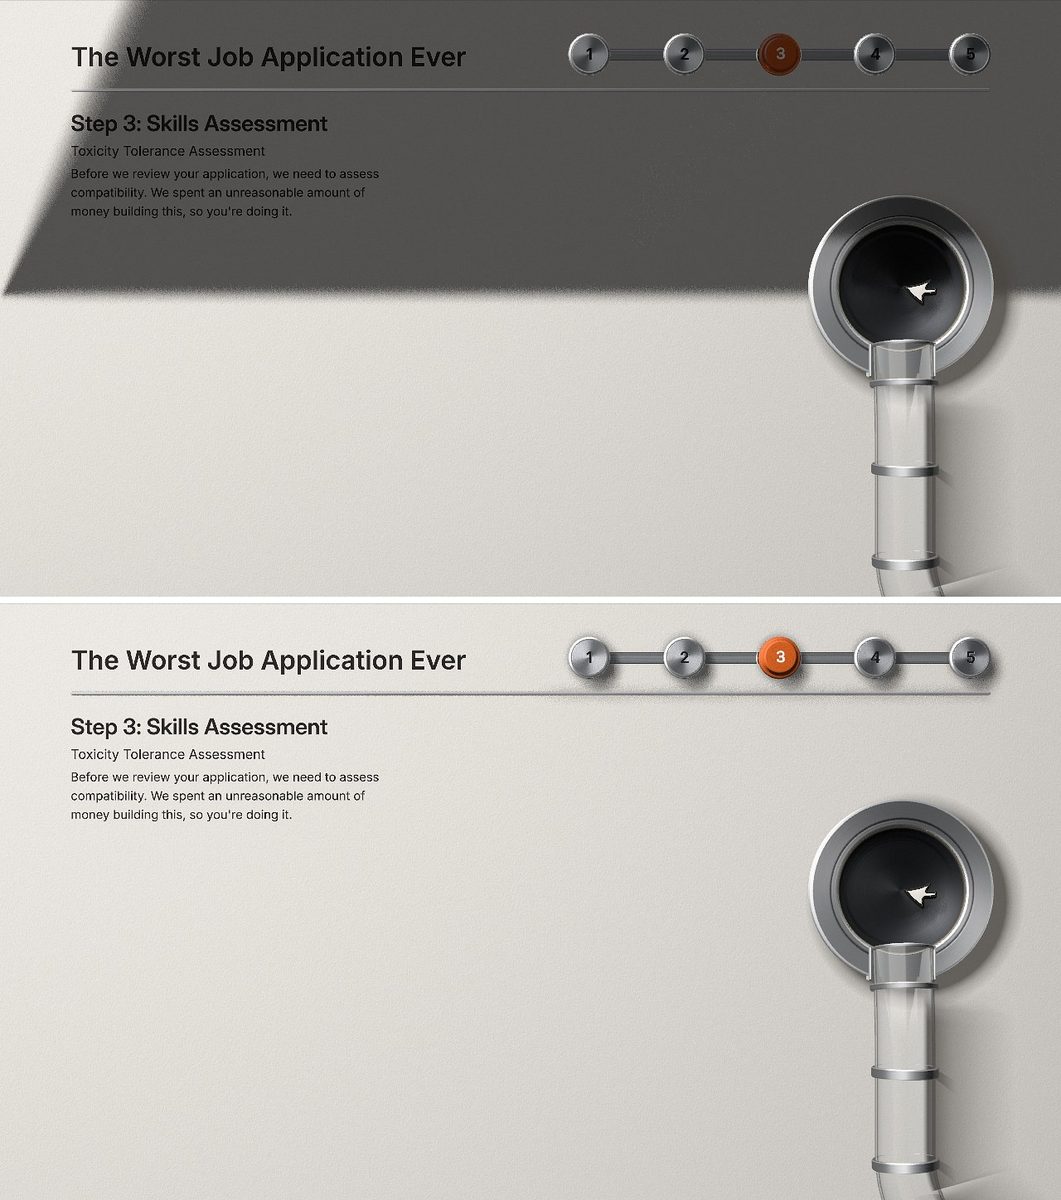 The Worst Job Application Ever
1 2 3 4 5
Step 3: Skills Assessment
Toxicity Tolerance Assessment
Before we review your application, we need to assess
compatibility. We spent an unreasonable amount of
money building this, so you're doing it.
The Worst Job Application Ever
1 2 3 4 5
Step 3: Skills Assessment
Toxicity Tolerance Assessment
Before we review your application, we need to assess
compatibility. We spent an unreasonable amount of
money building this, so you're doing it.